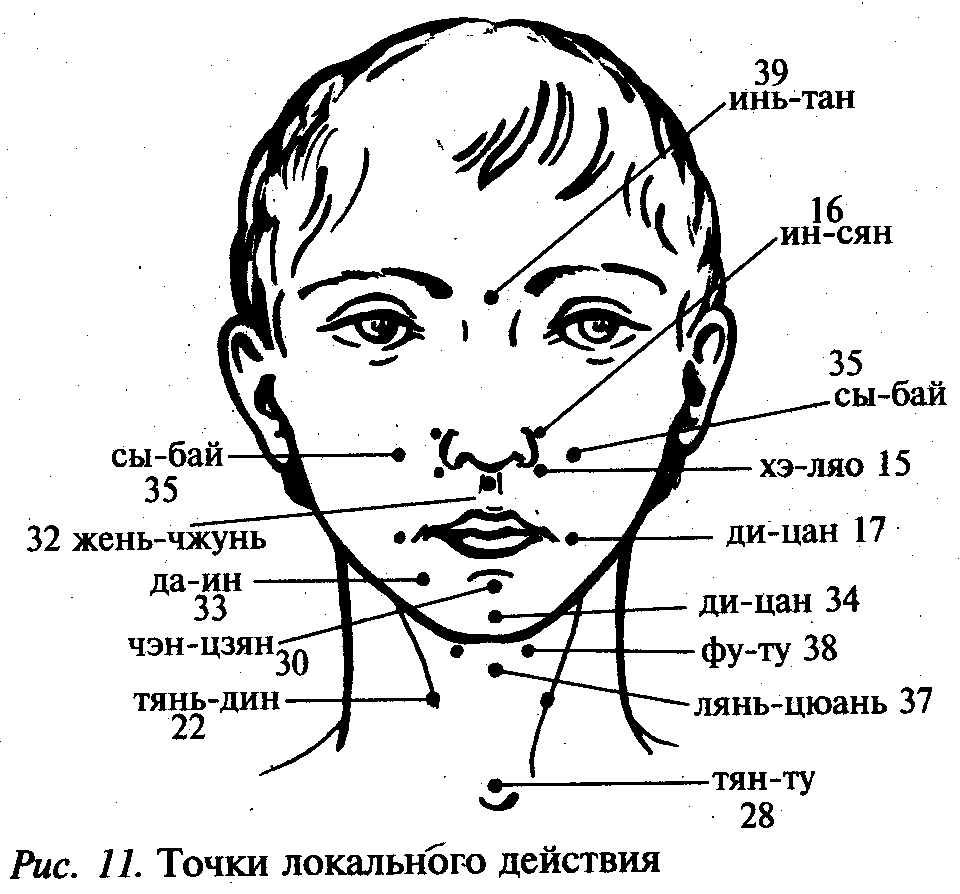 39
инь-тан
16
ин-сян
35
сы-бай
сы-бай
35
хэ-ляо 15
32 жень-чжунь
ди-цан 17
да-ин
33
ди-цан 34
чэн-цзян
30
фу-ту 38
тянь-дин
22
лянь-цюань 37
тян-ту
28
Рис. 11. Точки локального действия